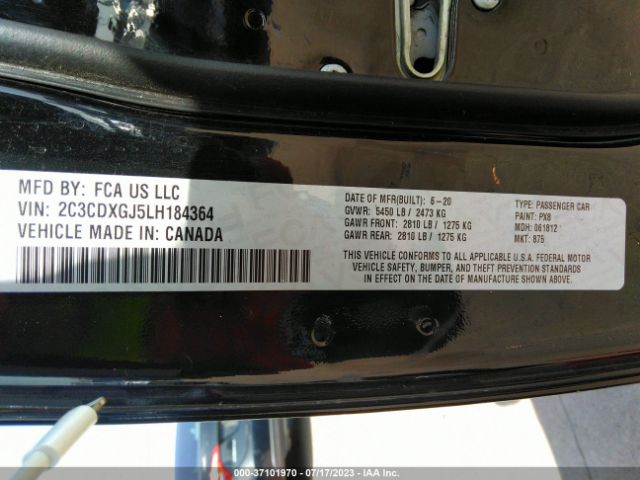 MFD BY: FCA US LLC
VIN: 2C3CDXGJ5LH184364
VEHICLE MADE IN: CANADA
DATE OF MFR(BUILT): 6-20
GVWR: 5450 LB / 2473 KG
GAWR FRONT: 2810 LB / 1275 KG
GAWR REAR: 2810 LB / 1275 KG
TYPE: PASSENGER CAR
PAINT: PX8
MDH: 061812
MKT: 875
THIS VEHICLE CONFORMS TO ALL APPLICABLE U.S.A. FEDERAL MOTOR
VEHICLE SAFETY, BUMPER, AND THEFT PREVENTION STANDARDS
IN EFFECT ON THE DATE OF MANUFACTURE SHOWN ABOVE.
000-37101970 / 07/17/2023 - IAAI.COM